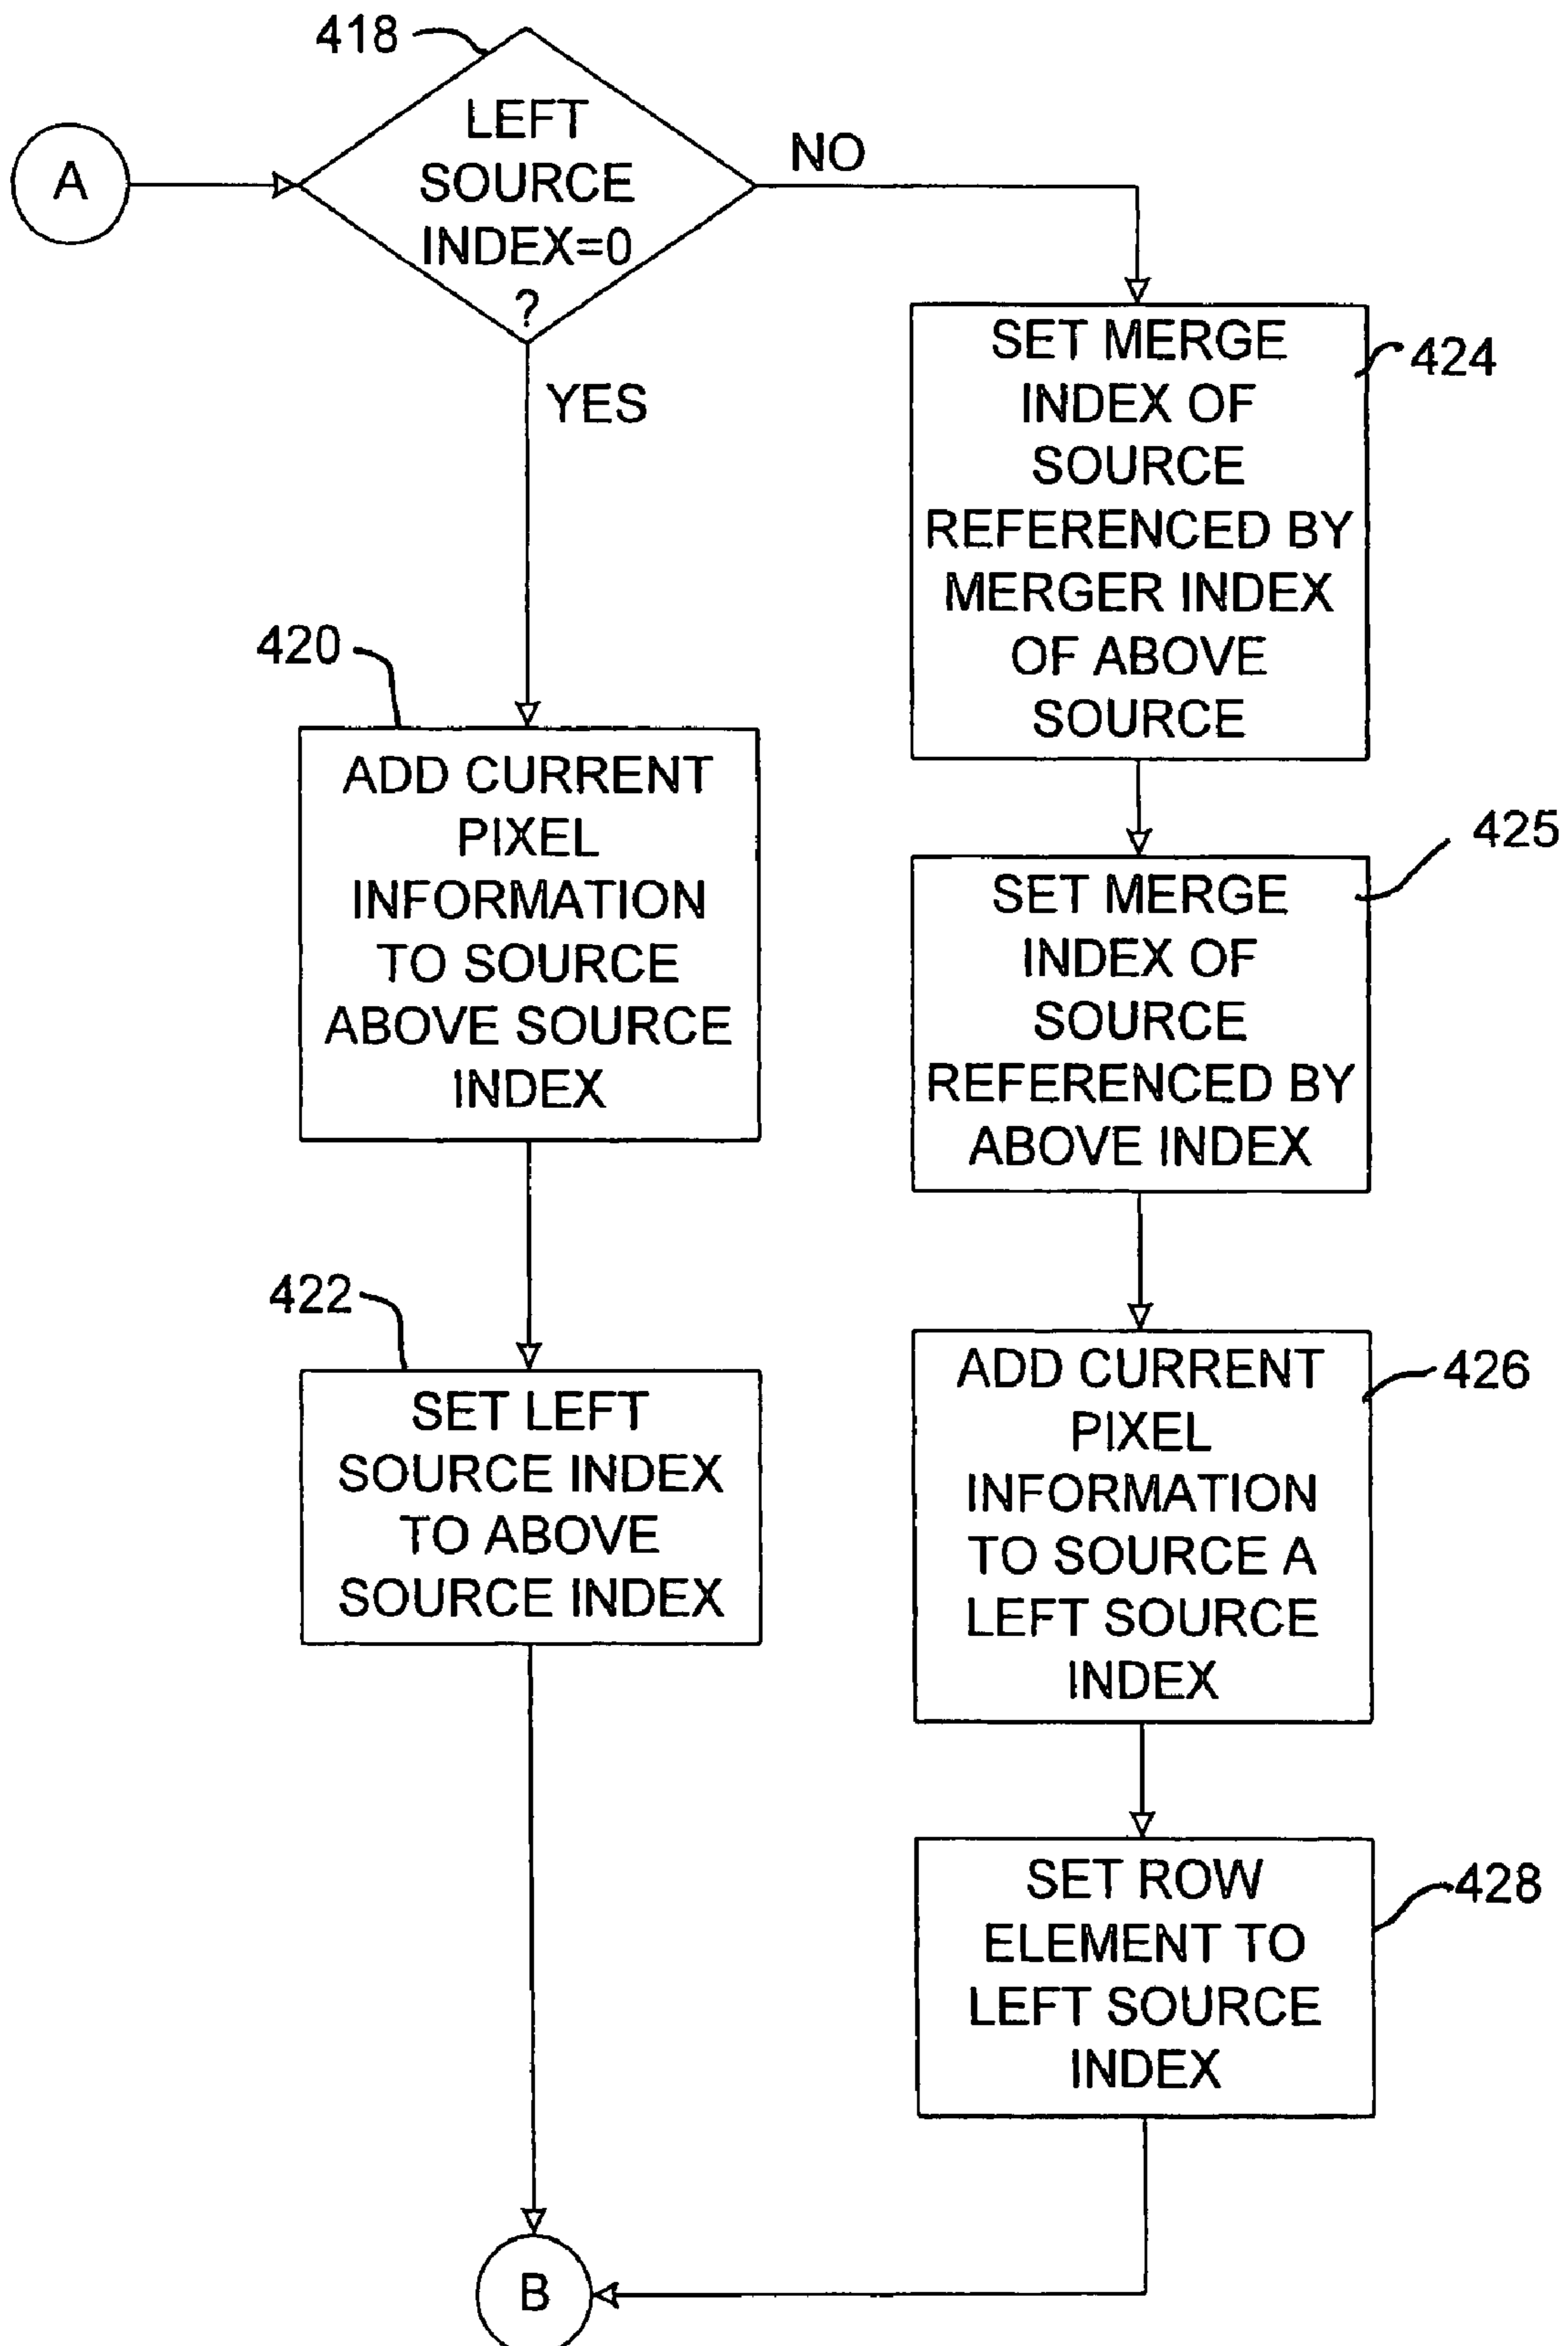 418
A
LEFT
SOURCE
INDEX=0
?
NO
YES
420
ADD CURRENT
PIXEL
INFORMATION
TO SOURCE
ABOVE SOURCE
INDEX
422
SET LEFT
SOURCE INDEX
TO ABOVE
SOURCE INDEX
424
SET MERGE
INDEX OF
SOURCE
REFERENCED BY
MERGER INDEX
OF ABOVE
SOURCE
425
SET MERGE
INDEX OF
SOURCE
REFERENCED BY
ABOVE INDEX
426
ADD CURRENT
PIXEL
INFORMATION
TO SOURCE A
LEFT SOURCE
INDEX
428
SET ROW
ELEMENT TO
LEFT SOURCE
INDEX
B